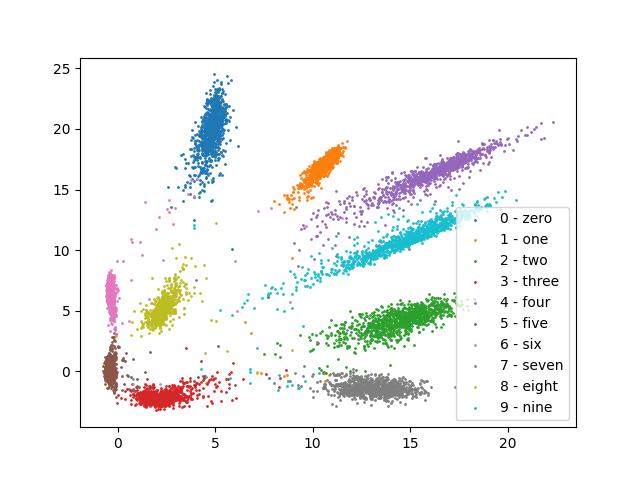 25
20
15
10
5
0
0
5
10
15
20
0 - zero
1 - one
2 - two
3 - three
4 - four
5 - five
6 - six
7 - seven
8 - eight
9 - nine